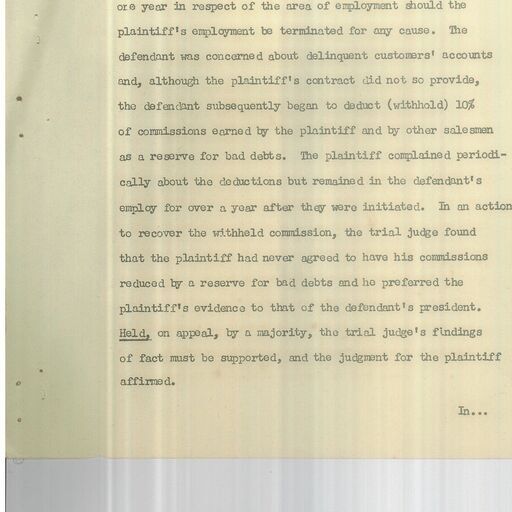 ore year in respect of the area of employment should the
plaintiff's employment be terminated for any cause. The
defendant was concerned about delinquent customers' accounts
and, although the plaintiff's contract did not so provide,
the defendant subsequently began to deduct (withhold) 10%
of commissions earned by the plaintiff and by other salesmen
as a reserve for bad debts. The plaintiff complained periodi-
cally about the deductions but remained in the defendant's
employ for over a year after they were initiated. In an action
to recover the withheld commission, the trial judge found
that the plaintiff had never agreed to have his commissions
reduced by a reserve for bad debts and he preferred the
plaintiff's evidence to that of the defendant's president.
Held, on appeal, by a majority, the trial judge's findings
of fact must be supported, and the judgment for the plaintiff
affirmed.
In...